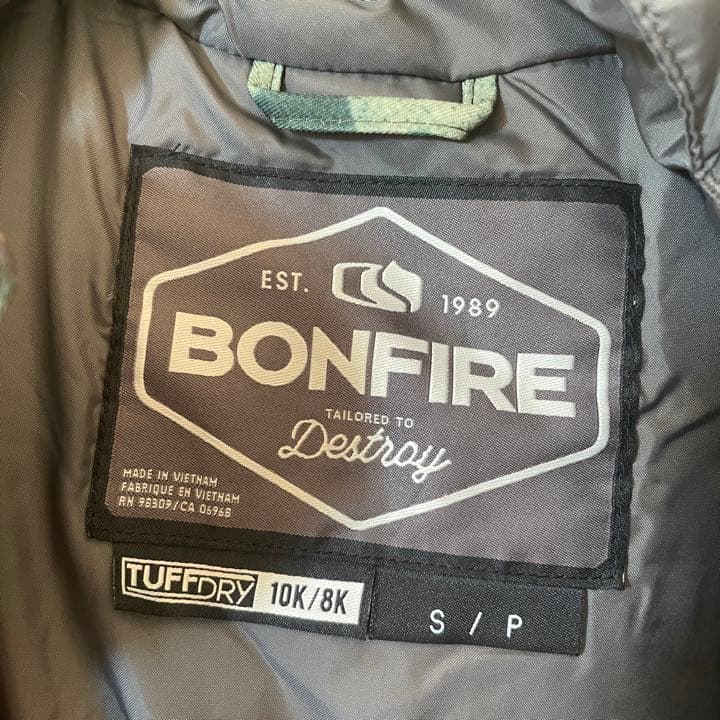 EST. 1989
BONFIRE
TAILORED TO
Destroy
MADE IN VIETNAM
FABRIQUE EN VIETNAM
RN 98309/CA 06968
TUFFDRY 10K/8K
S / P